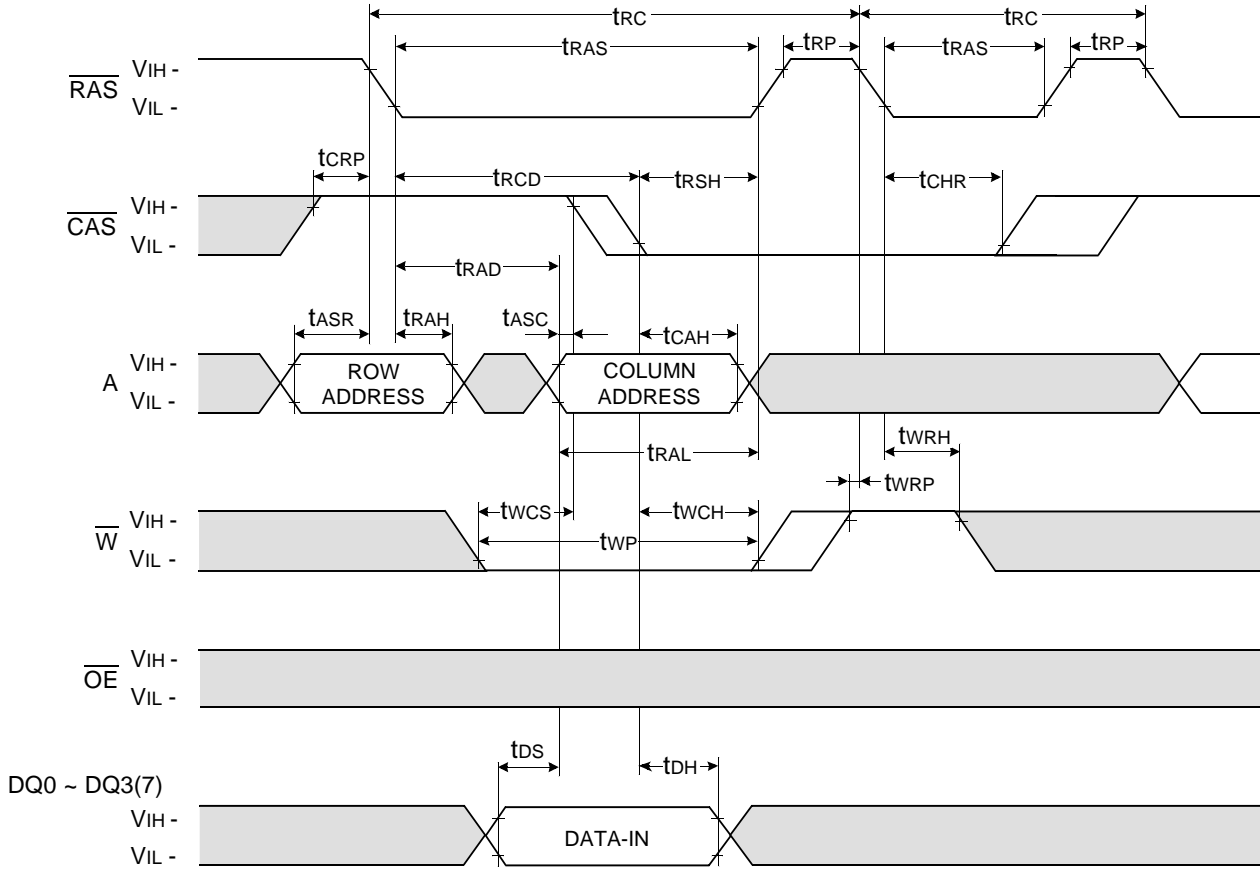 tRC tRC
tRAS tRP tRAS tRP
RAS VIH -
VIL -
tCRP tRCD tRSH tCHR
CAS VIH -
VIL -
tRAD
tASR tRAH tASC tCAH
A VIH -
VIL -
ROW
ADDRESS
COLUMN
ADDRESS
tRAL tWRH
tWRP
W VIH -
VIL -
tWCS tWCH
tWP
OE VIH -
VIL -
tDS tDH
DQ0 ~ DQ3(7)
VIH -
VIL -
DATA-IN